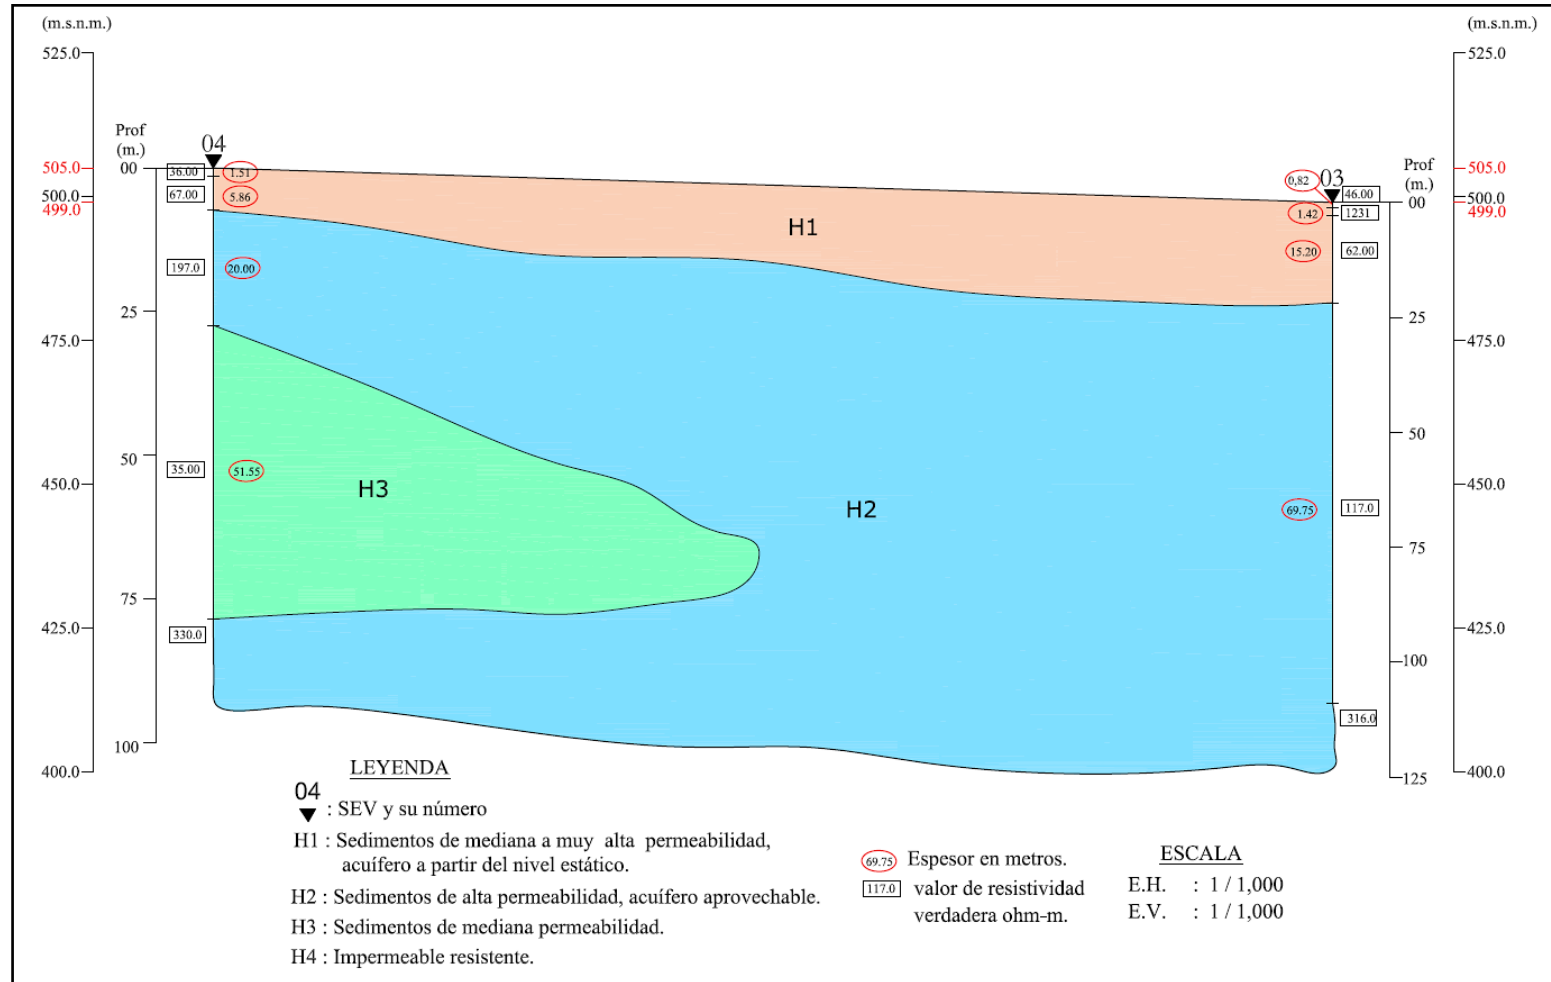 (m.s.n.m.)
(m.s.n.m.)
525.0
525.0
Prof
(m.)
04
505.0
00
36.00
1.51
0,82
03
Prof
(m.)
505.0
500.0
67.00
5.86
46.00
00
500.0
499.0
1.42
1231
499.0
H1
15.20
62.00
197.0
20.00
25
25
475.0
475.0
50
50
35.00
51.55
450.0
H3
H2
69.75
117.0
450.0
75
75
425.0
330.0
425.0
100
316.0
100
400.0
125
400.0
LEYENDA
04
: SEV y su número
H1 : Sedimentos de mediana a muy alta permeabilidad,
acuífero a partir del nivel estático.
H2 : Sedimentos de alta permeabilidad, acuífero aprovechable.
H3 : Sedimentos de mediana permeabilidad.
H4 : Impermeable resistente.
69.75 Espesor en metros.
117.0 valor de resistividad
verdadera ohm-m.
ESCALA
E.H. : 1 / 1,000
E.V. : 1 / 1,000